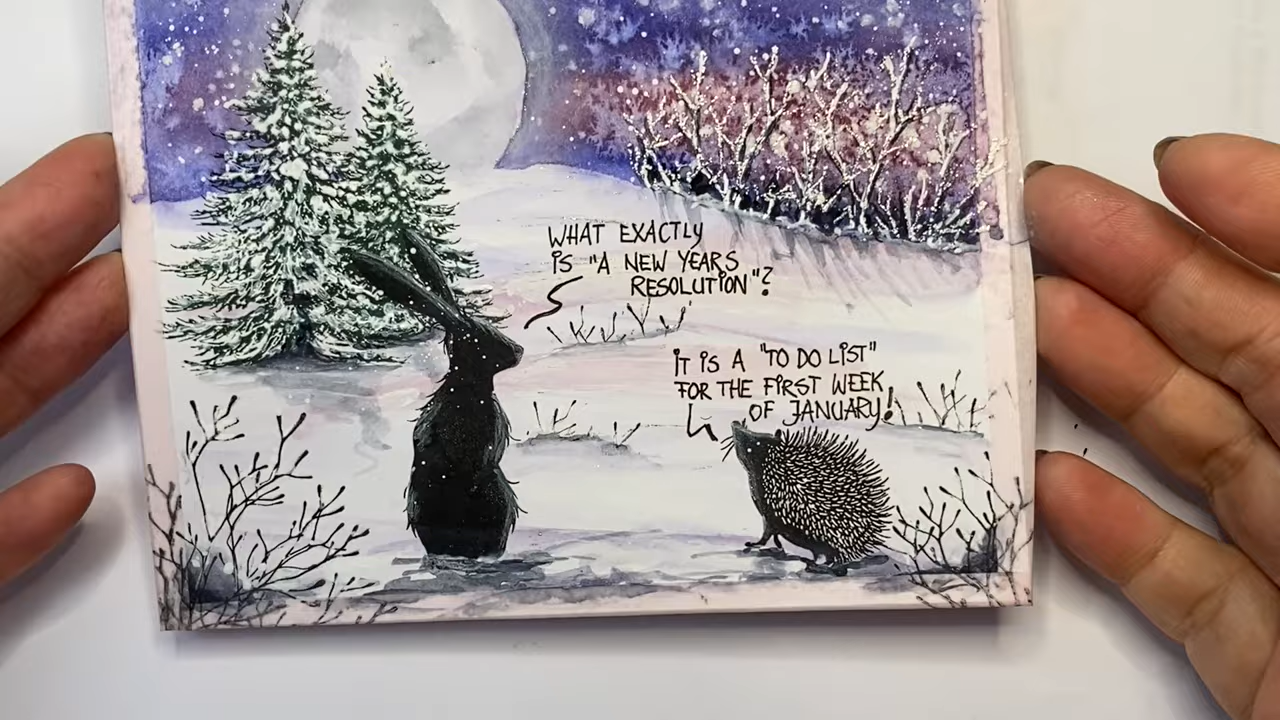 WHAT EXACTLY
iS "A NEW YEARS
RESOLUTION"?
iT IS A "TO DO LiST"
FOR THE FiRST WEEK
OF JANUARY!